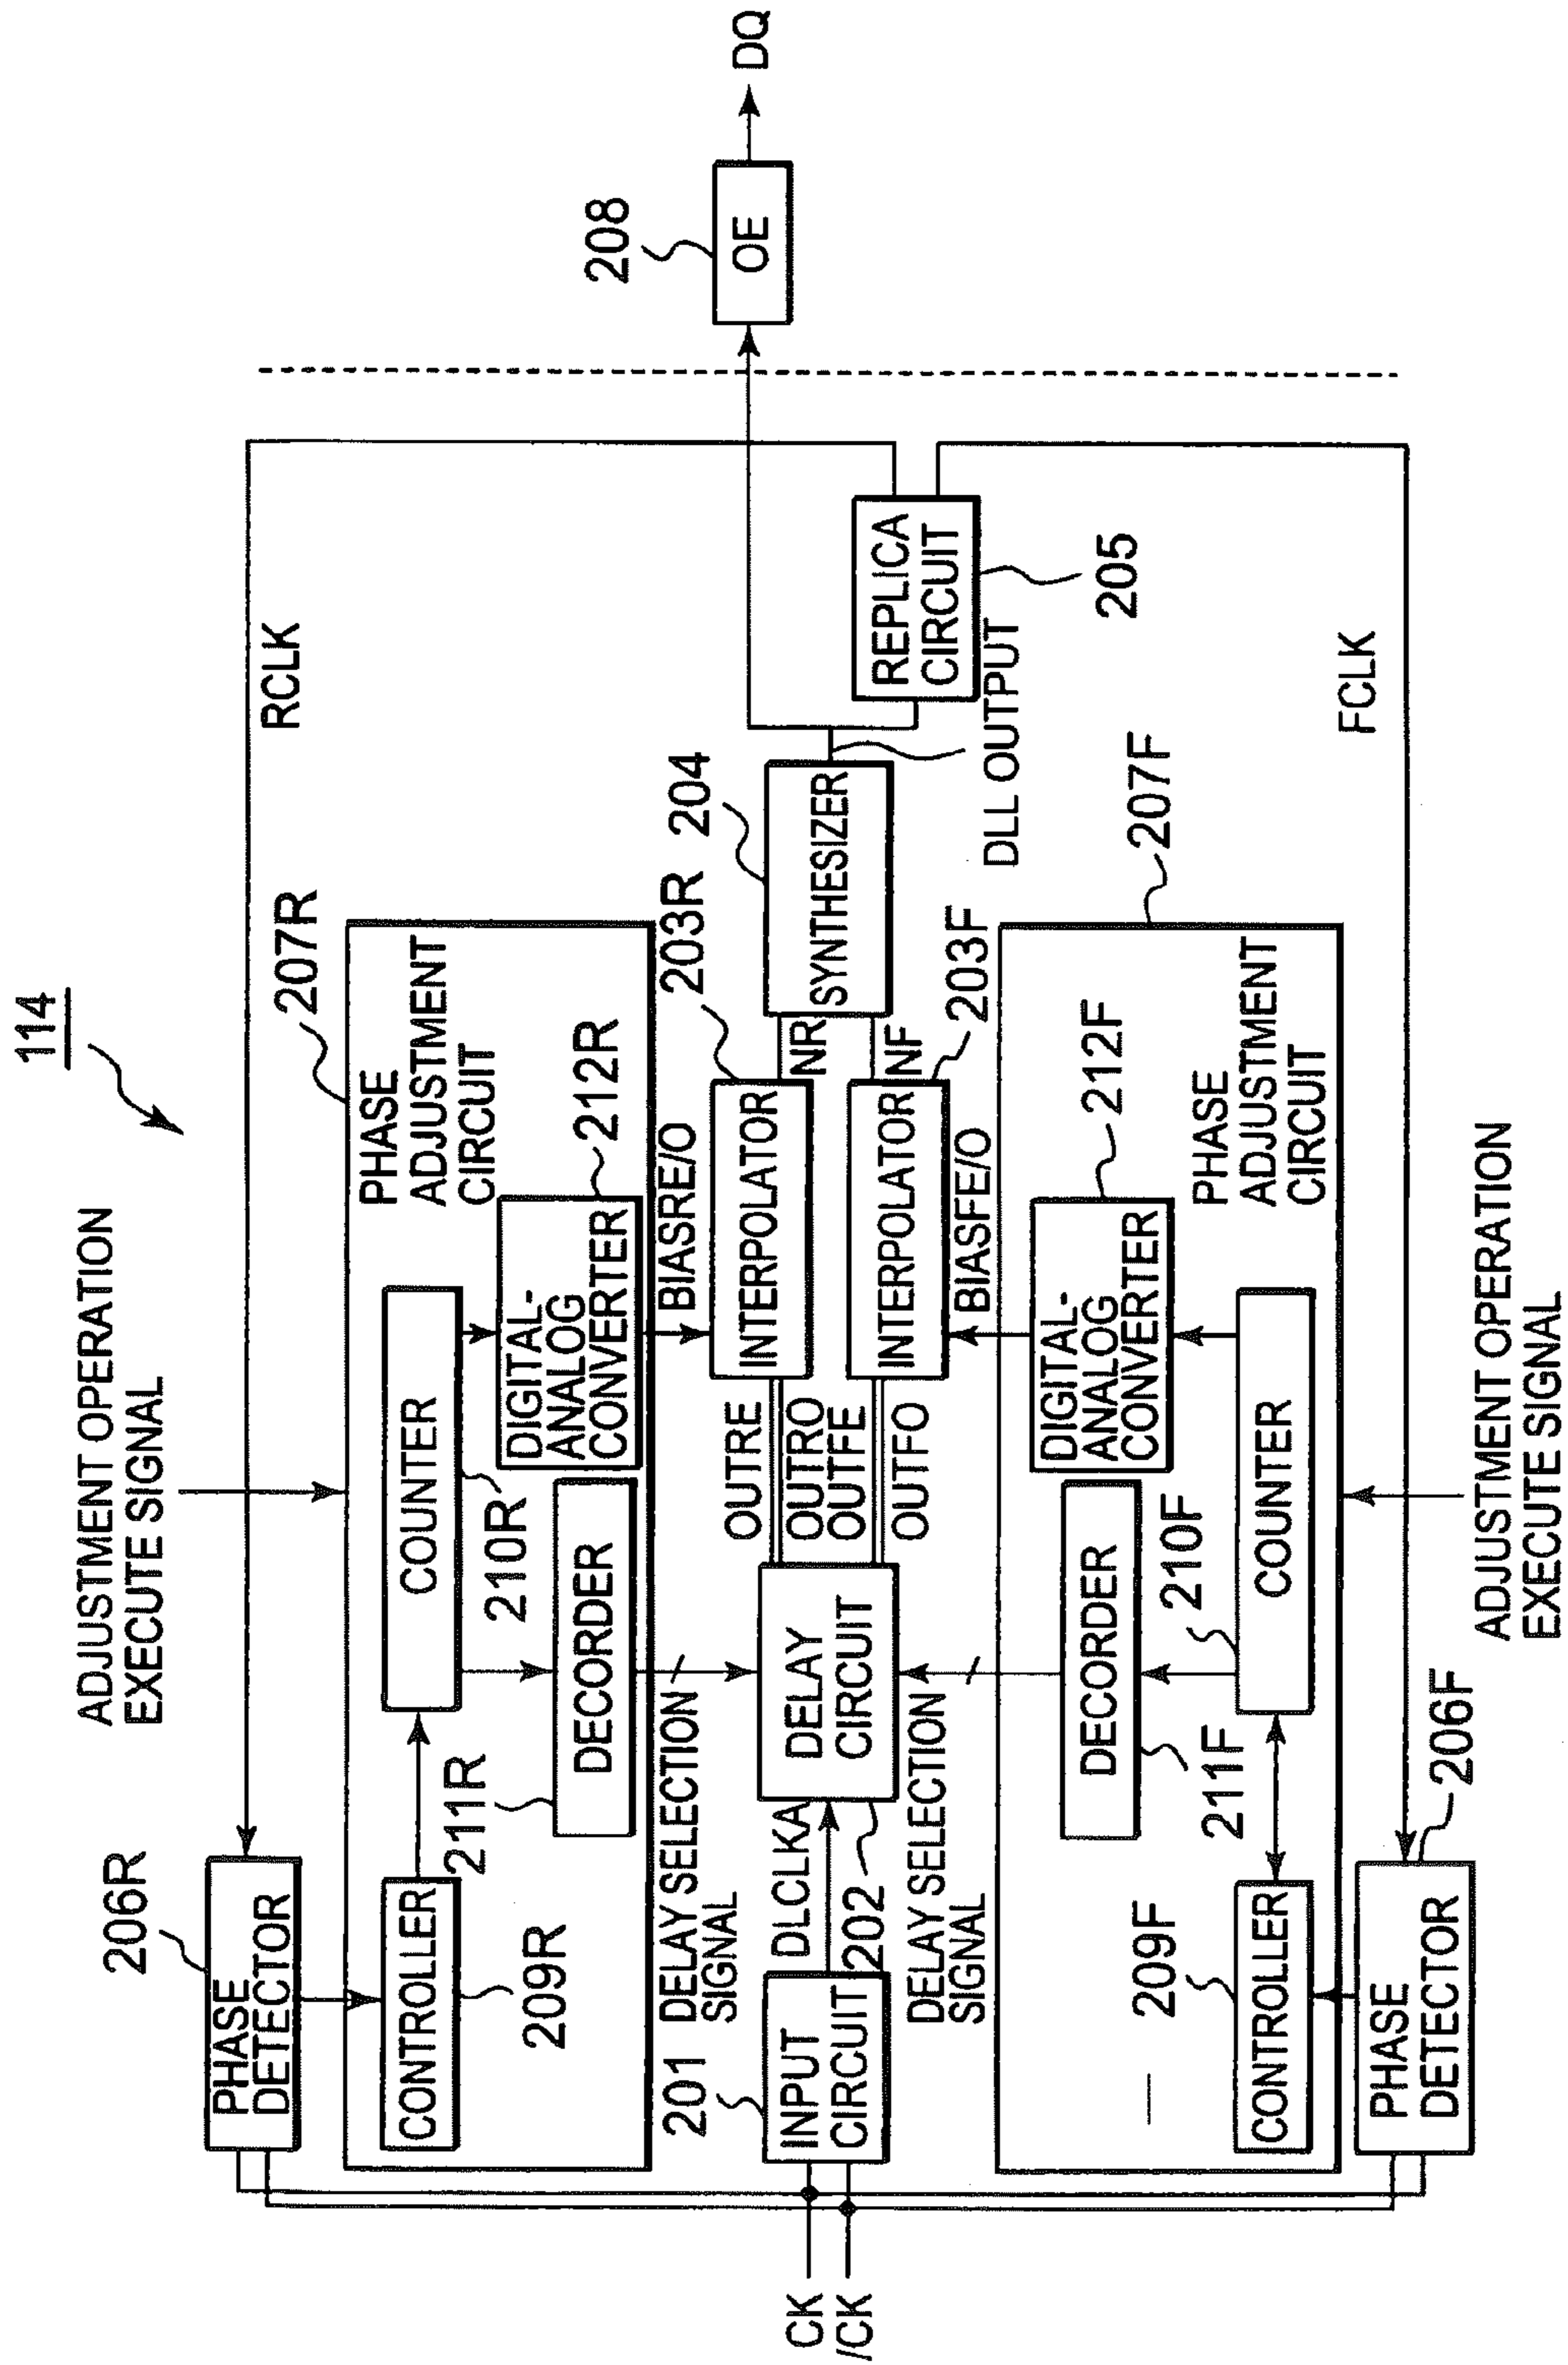 114
ADJUSTMENT OPERATION
EXECUTE SIGNAL
206R
PHASE
DETECTOR
RCLK
207R
PHASE
ADJUSTMENT
CIRCUIT
CONTROLLER
209R
COUNTER
210R
211R
DECORDER
DIGITAL-
ANALOG
CONVERTER
212R
DELAY SELECTION
SIGNAL
BIASRE/O
203R
204
208
CK
/CK
201
INPUT
CIRCUIT
DLCLKA
202
DELAY
CIRCUIT
OUTRE
OUTRO
OUTFE
OUTFO
INTERPOLATOR
INTERPOLATOR
NR
NF
SYNTHESIZER
OE
DQ
REPLICA
CIRCUIT
205
DLL OUTPUT
DELAY SELECTION
SIGNAL
BIASFE/O
203F
207F
DECORDER
211F
210F
DIGITAL-
ANALOG
CONVERTER
212F
PHASE
ADJUSTMENT
CIRCUIT
209F
CONTROLLER
COUNTER
FCLK
PHASE
DETECTOR
206F
ADJUSTMENT OPERATION
EXECUTE SIGNAL